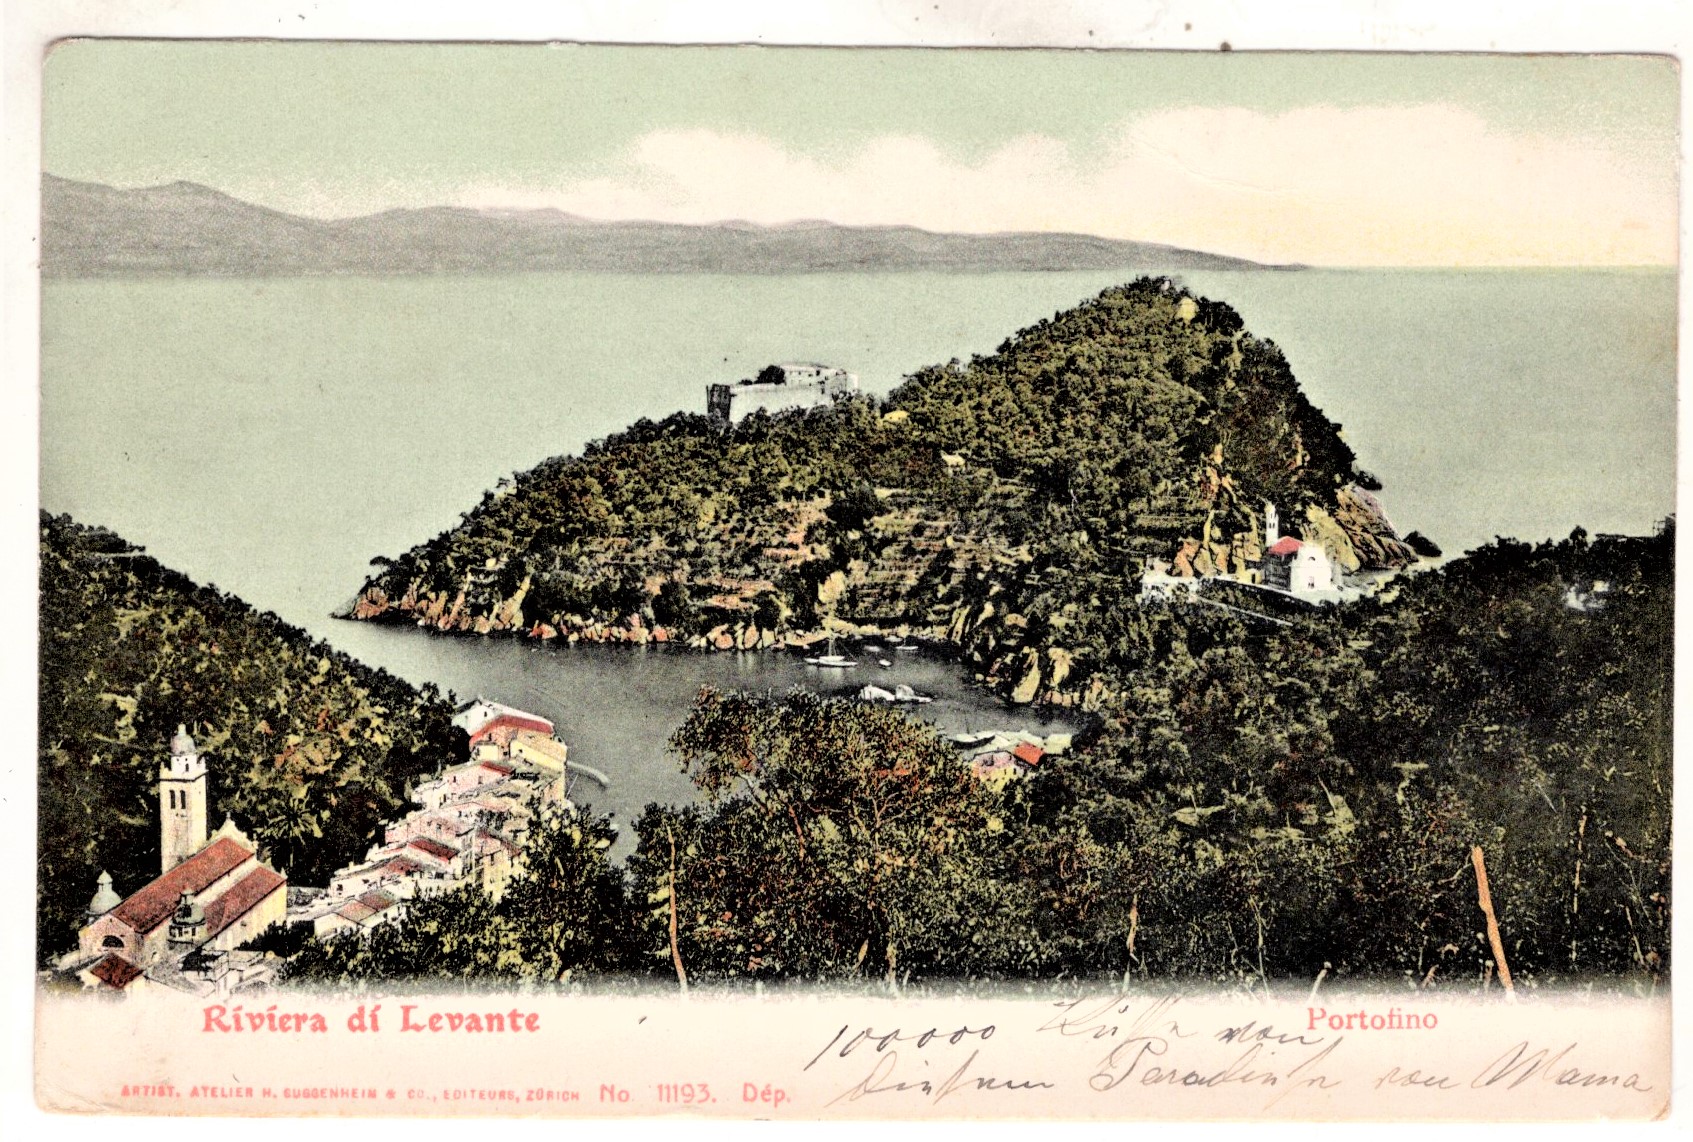 Riviera di Levante
Portofino
100000 Küsse von
diesem Paradiese von Mama
ARTIST. ATELIER H. GUGGENHEIM & CO., EDITEURS, ZÜRICH No. 11193. Dép.